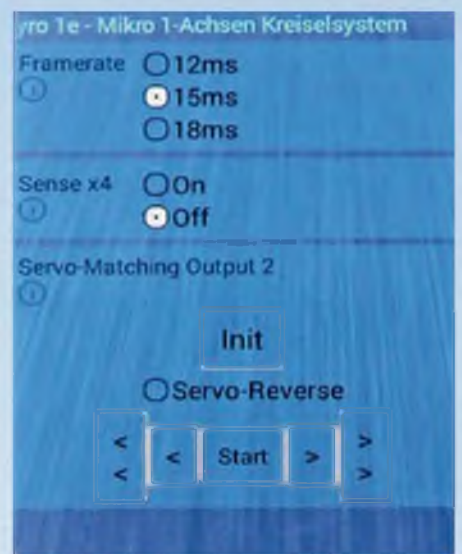 yro 1e - Mikro 1-Achsen Kreiselsystem
Framerate 12ms
15ms
18ms
Sense x4 On
Off
Servo-Matching Output 2
Init
Servo-Reverse
< < < Start > > >